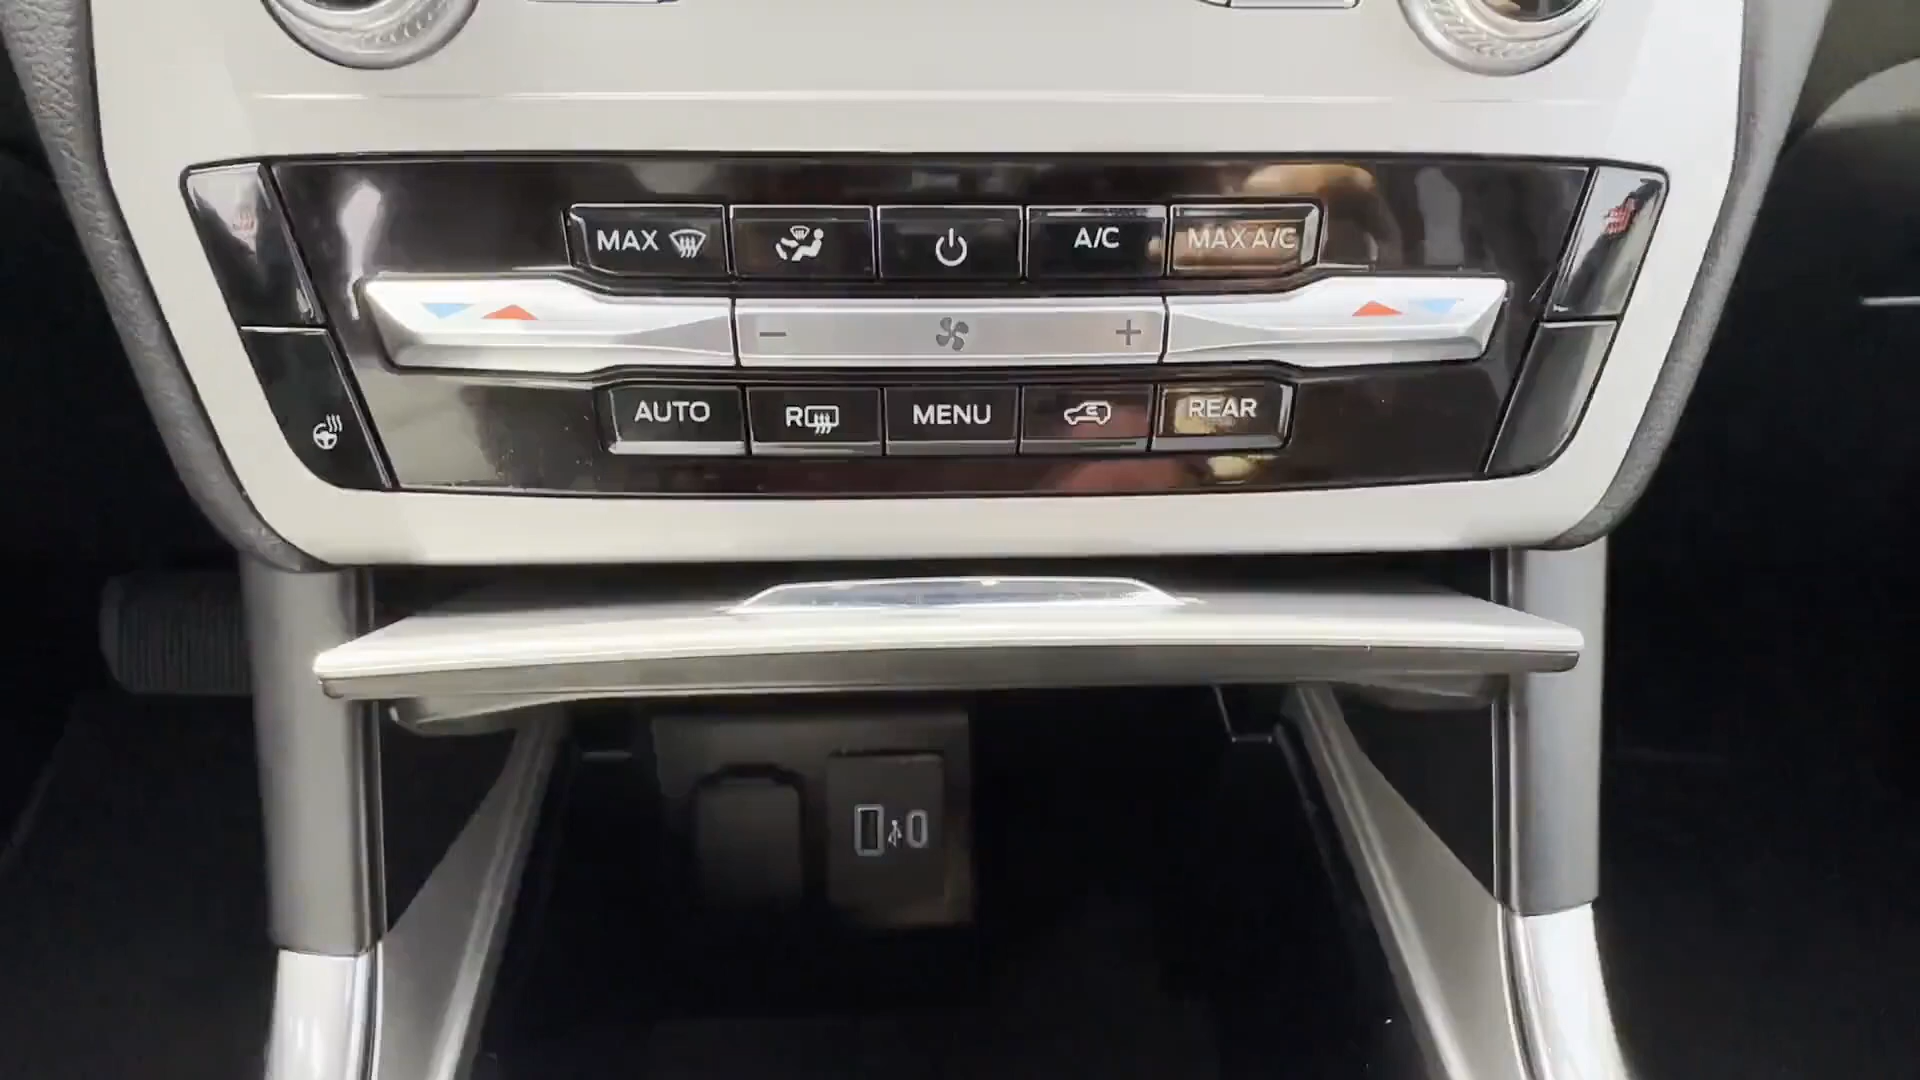 MAX
A/C
MAX A/C
- +
AUTO
R
MENU
REAR